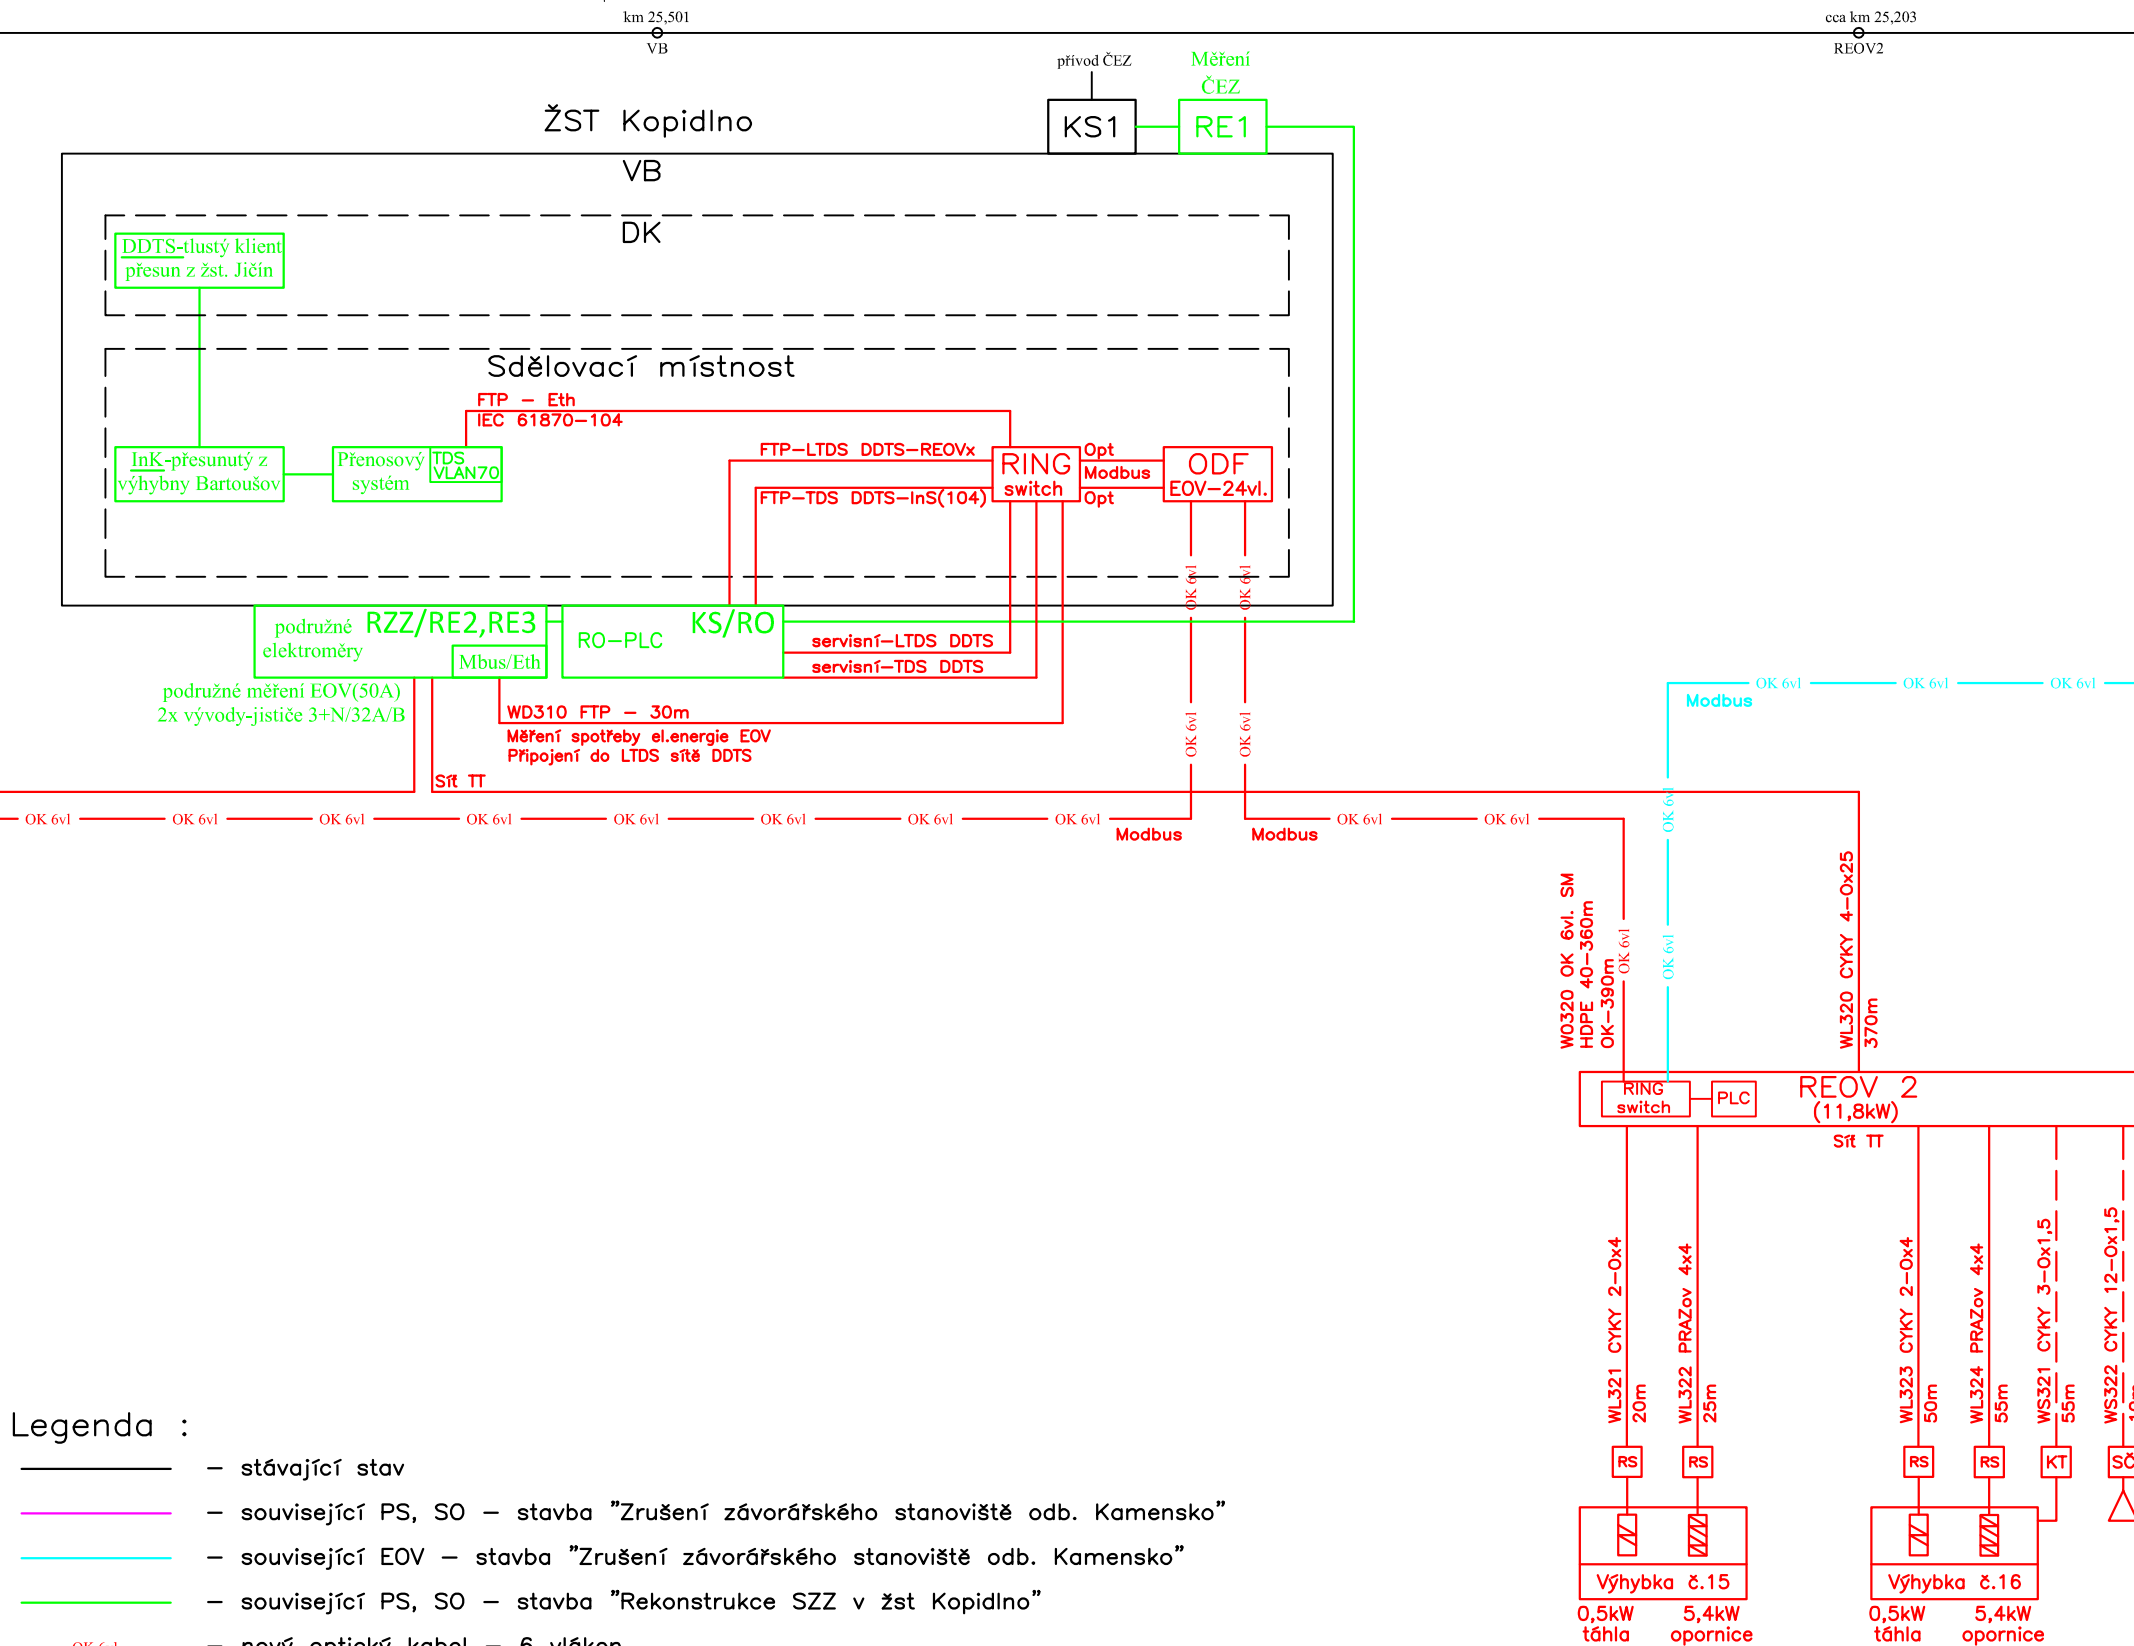 km 25,501
VB
cca km 25,203
REOV2
přívod ČEZ
Měření
ČEZ
KS1
RE1
ŽST Kopidlno
VB
DK
DDTS-tlustý klient
přesun z žst. Jičín
Sdělovací místnost
FTP - Eth
IEC 61870-104
InK-přesunutý z
výhybny Bartoušov
Přenosový
systém
TDS
VLAN70
FTP-LTDS DDTS-REOVx
FTP-TDS DDTS-InS(104)
RING
switch
Opt
Modbus
Opt
ODF
EOV-24vl.
OK 6vl
OK 6vl
podružné
elektroměry
RZZ/RE2,RE3
Mbus/Eth
RO-PLC
KS/RO
servisní-LTDS DDTS
servisní-TDS DDTS
podružné měření EOV(50A)
2x vývody-jističe 3+N/32A/B
WD310 FTP - 30m
Měření spotřeby el.energie EOV
Připojení do LTDS sítě DDTS
OK 6vl
OK 6vl
Síť TT
OK 6vl
OK 6vl
OK 6vl
OK 6vl
OK 6vl
OK 6vl
OK 6vl
OK 6vl
Modbus
Modbus
OK 6vl
OK 6vl
OK 6vl
OK 6vl
OK 6vl
Modbus
OK 6vl
OK 6vl
OK 6vl
WO320 OK 6vl. SM
HDPE 40-360m
OK-390m
WL320 CYKY 4-Ox25
370m
RING
switch
PLC
REOV 2
(11,8kW)
Síť TT
WL321 CYKY 2-Ox4
20m
WL322 PRAZov 4x4
25m
WL323 CYKY 2-Ox4
50m
WL324 PRAZov 4x4
55m
WS321 CYKY 3-Ox1,5
55m
WS322 CYKY 12-Ox1,5
RS
RS
RS
RS
KT
SČ
Výhybka č.15
Výhybka č.16
0,5kW
táhla
5,4kW
opornice
0,5kW
táhla
5,4kW
opornice
Legenda :
- stávající stav
- související PS, SO - stavba "Zrušení závorářského stanoviště odb. Kamensko"
- související EOV - stavba "Zrušení závorářského stanoviště odb. Kamensko"
- související PS, SO - stavba "Rekonstrukce SZZ v žst Kopidlno"
OK 6vl
- nový optický kabel - 6 vláken